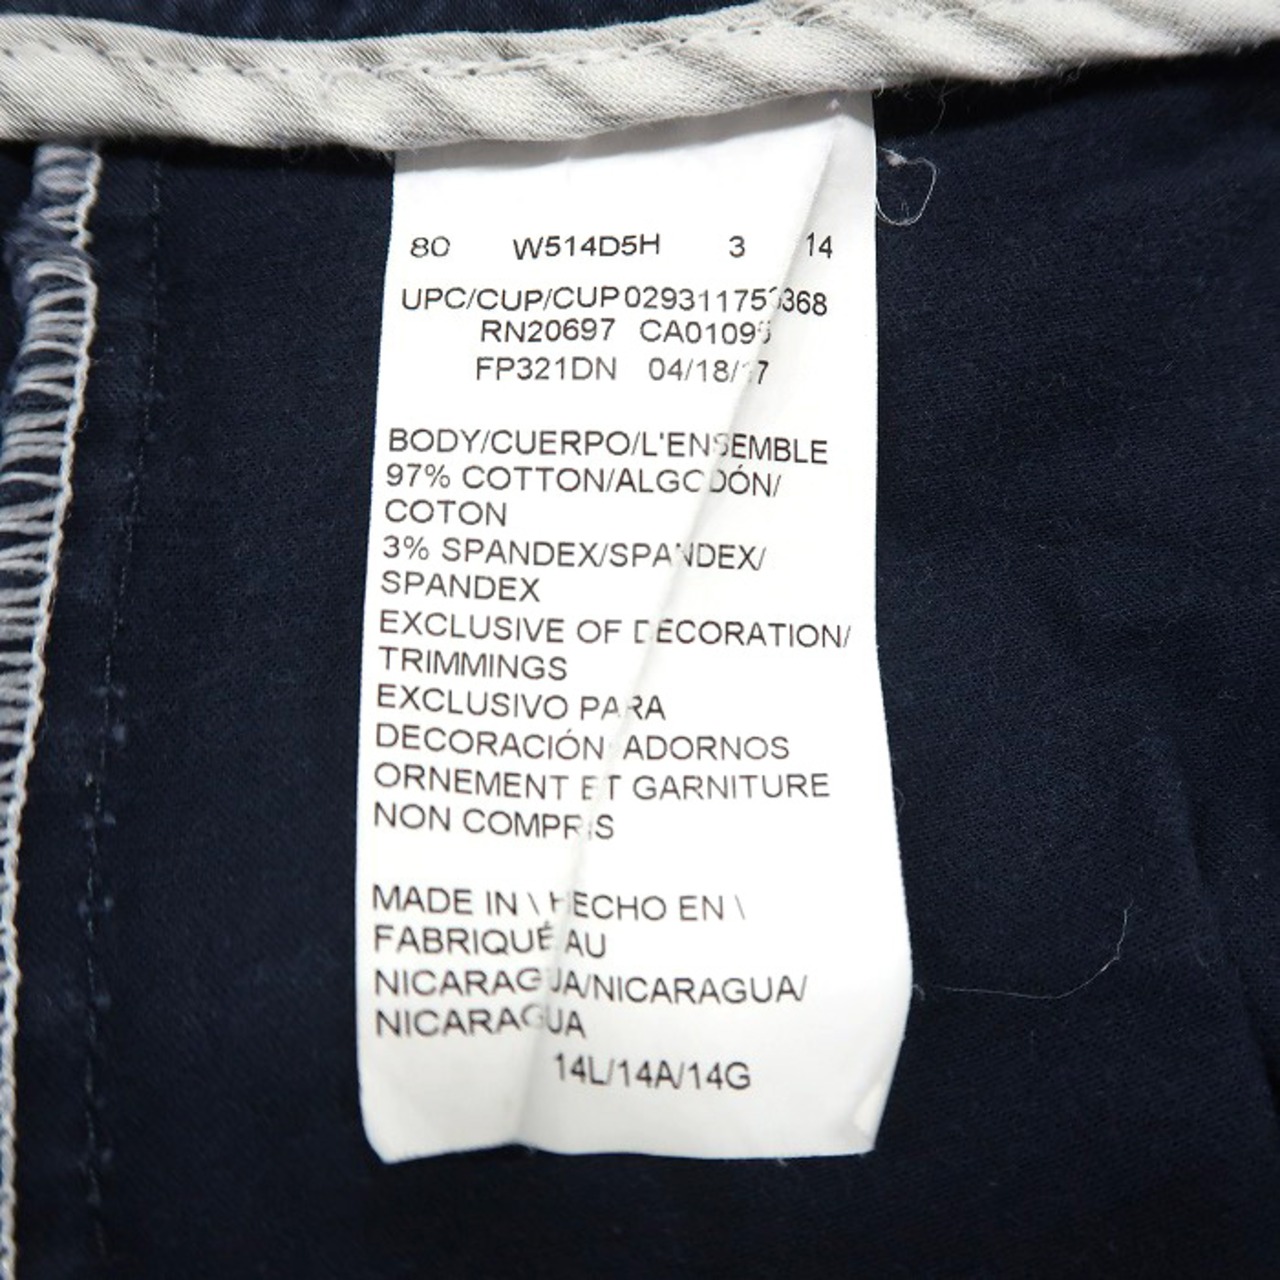 80 W514D5H 3 14
UPC/CUP/CUP
RN20697
FP321DN
BODY/CUERPO/L'ENSEMBLE
97% COTTON/ALGODÓN/
COTON
3% SPANDEX/SPANDEX/
SPANDEX
EXCLUSIVE OF DECORATION/
TRIMMINGS
EXCLUSIVO PARA
DECORACIÓN ADORNOS
ORNEMENT ET GARNITURE
NON COMPRIS
MADE IN \ HECHO EN \
FABRIQUÉ AU
NICARAGUA/NICARAGUA/
NICARAGUA
14L/14A/14G